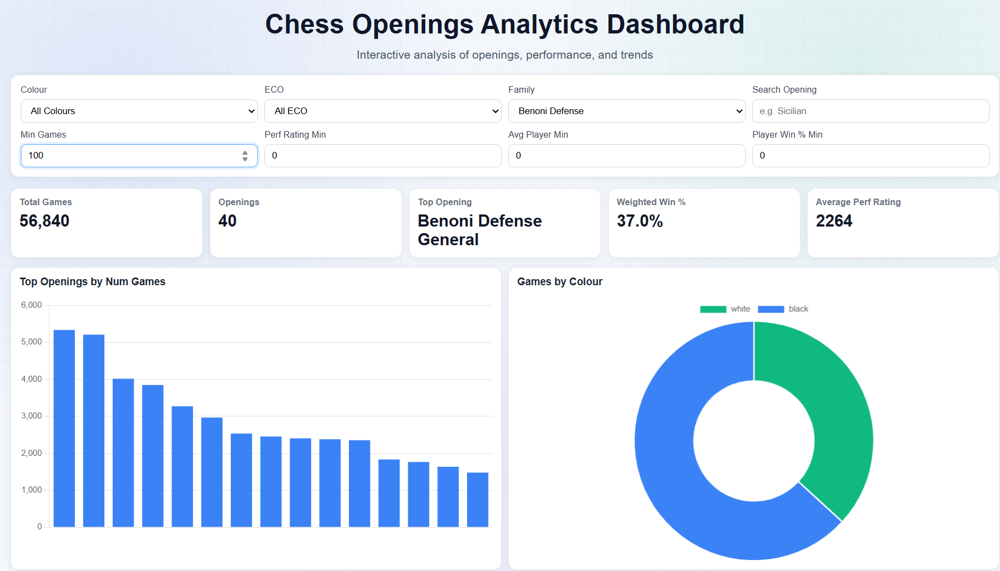 Chess Openings Analytics Dashboard
Interactive analysis of openings, performance, and trends
Colour
ECO
Family
Search Opening
All Colours
All ECO
Benoni Defense
e.g. Sicilian
Min Games
Perf Rating Min
Avg Player Min
Player Win % Min
100
0
0
0
Total Games
56,840
Openings
40
Top Opening
Benoni Defense
General
Weighted Win %
37.0%
Average Perf Rating
2264
Top Openings by Num Games
6,000
5,000
4,000
3,000
2,000
1,000
0
Games by Colour
white
black